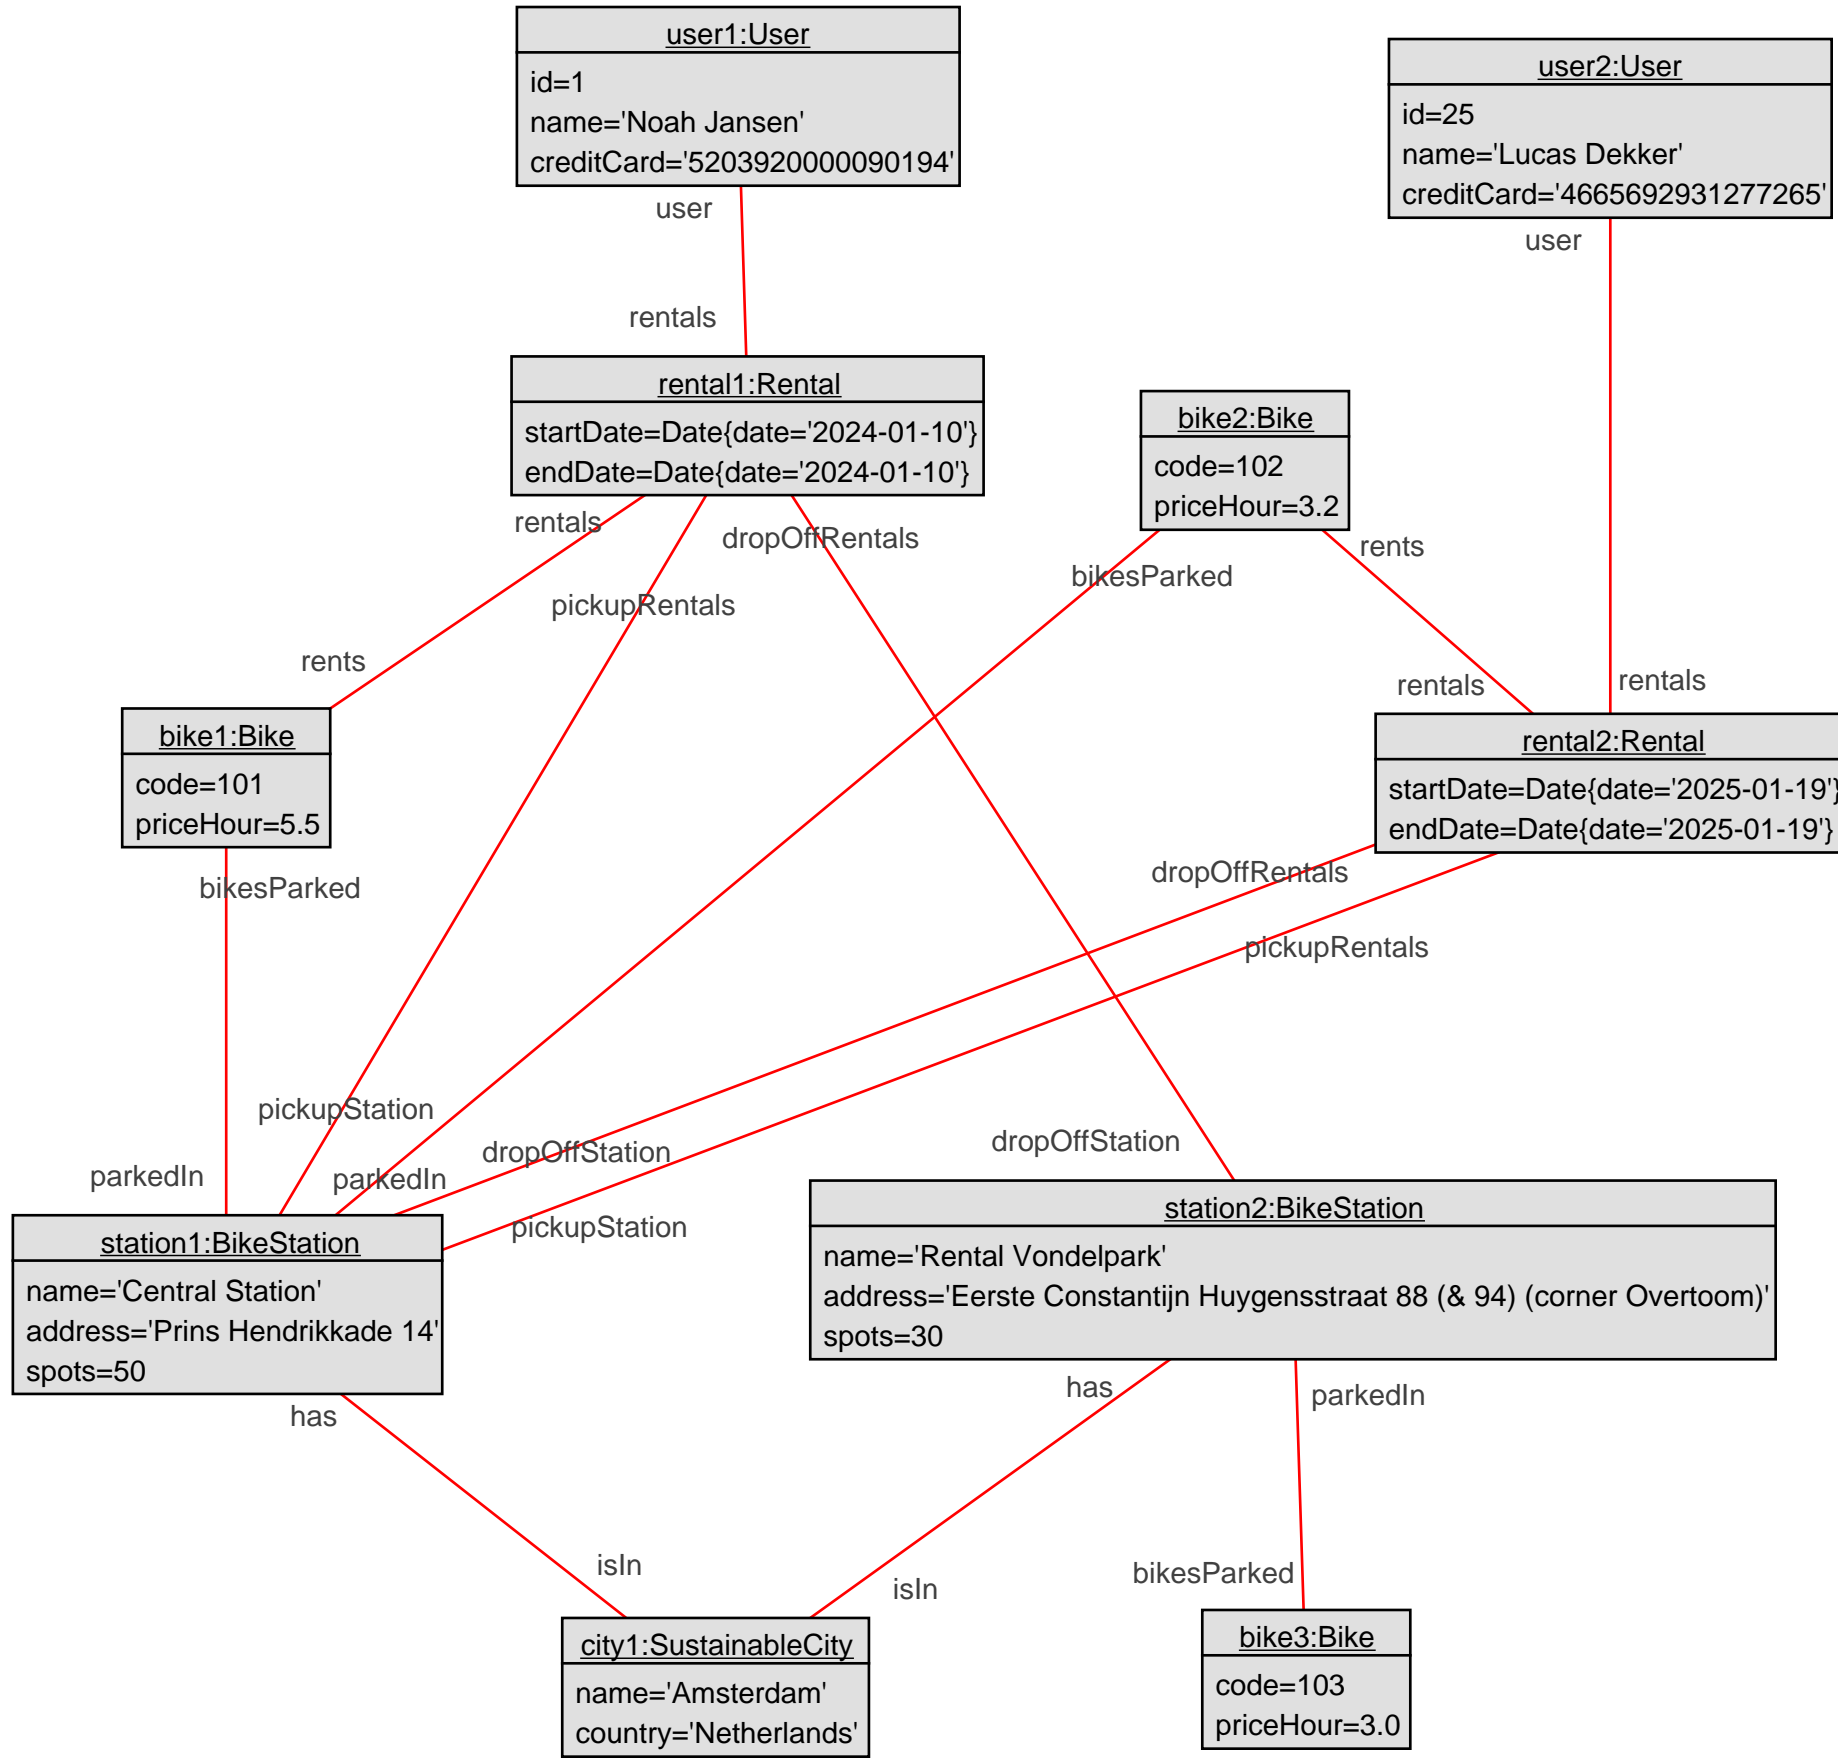 user1:User
id=1
name='Noah Jansen'
creditCard='5203920000090194'
user2:User
id=25
name='Lucas Dekker'
creditCard='4665692931277265'
user
user
rentals
rental1:Rental
startDate=Date{date='2024-01-10'}
endDate=Date{date='2024-01-10'}
bike2:Bike
code=102
priceHour=3.2
rentals
dropOffRentals
rents
bikesParked
pickupRentals
rents
rentals
rentals
bike1:Bike
code=101
priceHour=5.5
rental2:Rental
startDate=Date{date='2025-01-19'}
endDate=Date{date='2025-01-19'}
bikesParked
dropOffRentals
pickupRentals
pickupStation
dropOffStation
dropOffStation
parkedIn
parkedIn
pickupStation
station1:BikeStation
name='Central Station'
address='Prins Hendrikkade 14'
spots=50
station2:BikeStation
name='Rental Vondelpark'
address='Eerste Constantijn Huygensstraat 88 (& 94) (corner Overtoom)'
spots=30
has
has
parkedIn
isIn
isIn
bikesParked
city1:SustainableCity
name='Amsterdam'
country='Netherlands'
bike3:Bike
code=103
priceHour=3.0